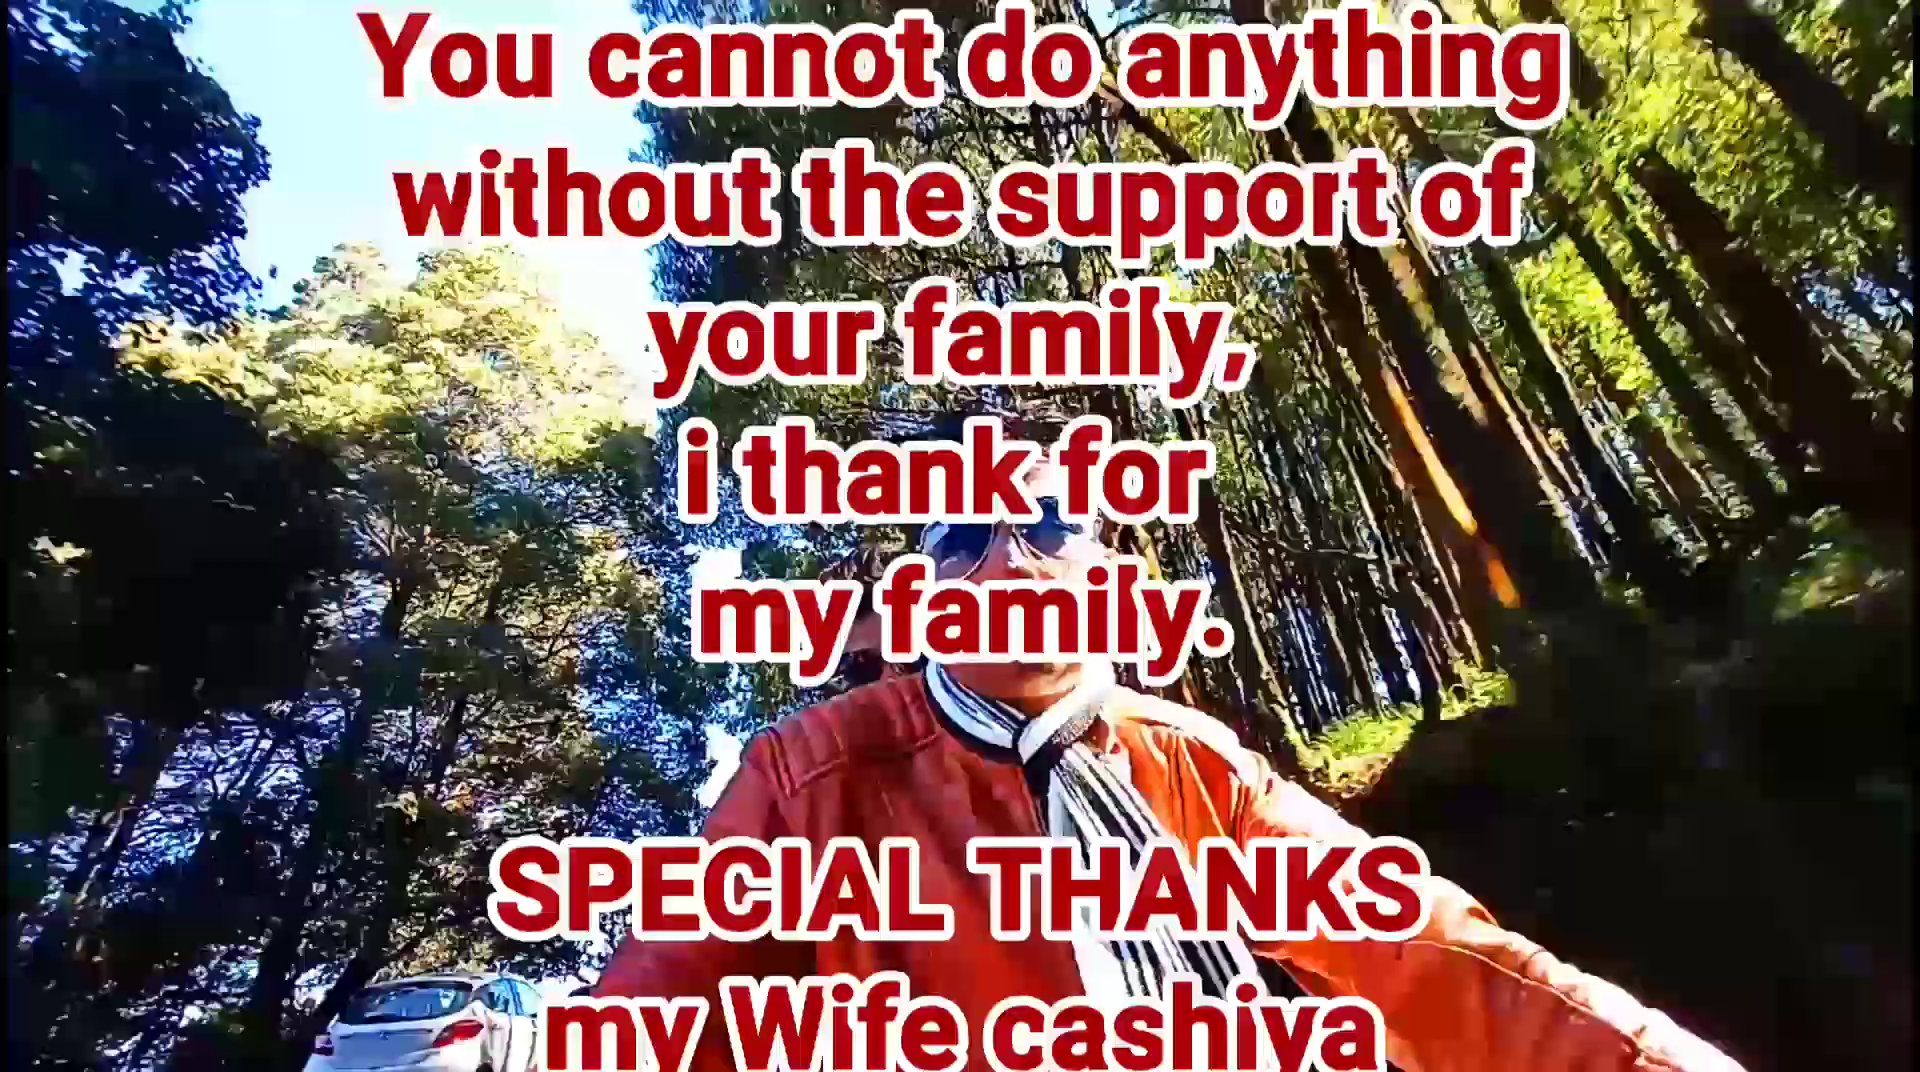 You cannot do anything
without the support of
your family,
i thank for
my family.
SPECIAL THANKS
my Wife cashiya